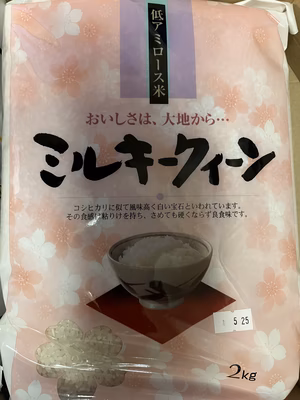 低アミロース米
おいしさは、大地から…
ミルキークィーン
コシヒカリに似て風味高く白い宝石といわれています。
その食感は粘りけを持ち、さめても硬くならず良食味です。
5 25
2kg